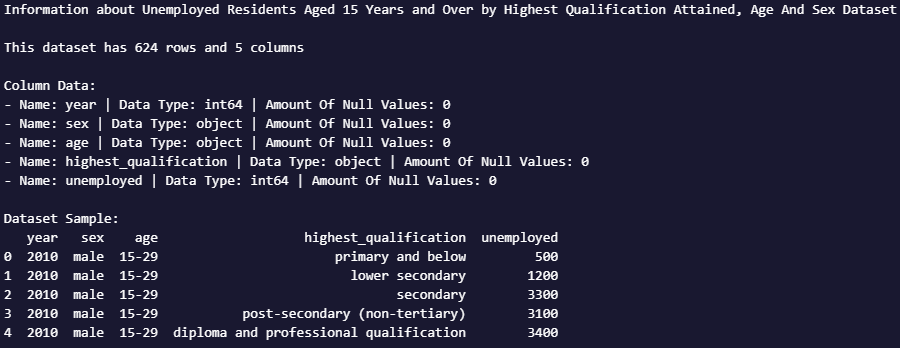 Information about Unemployed Residents Aged 15 Years and Over by Highest Qualification Attained, Age And Sex Dataset
This dataset has 624 rows and 5 columns
Column Data:
- Name: year | Data Type: int64 | Amount Of Null Values: 0
- Name: sex | Data Type: object | Amount Of Null Values: 0
- Name: age | Data Type: object | Amount Of Null Values: 0
- Name: highest_qualification | Data Type: object | Amount Of Null Values: 0
- Name: unemployed | Data Type: int64 | Amount Of Null Values: 0
Dataset Sample:
year sex age highest_qualification unemployed
0 2010 male 15-29 primary and below 500
1 2010 male 15-29 lower secondary 1200
2 2010 male 15-29 secondary 3300
3 2010 male 15-29 post-secondary (non-tertiary) 3100
4 2010 male 15-29 diploma and professional qualification 3400